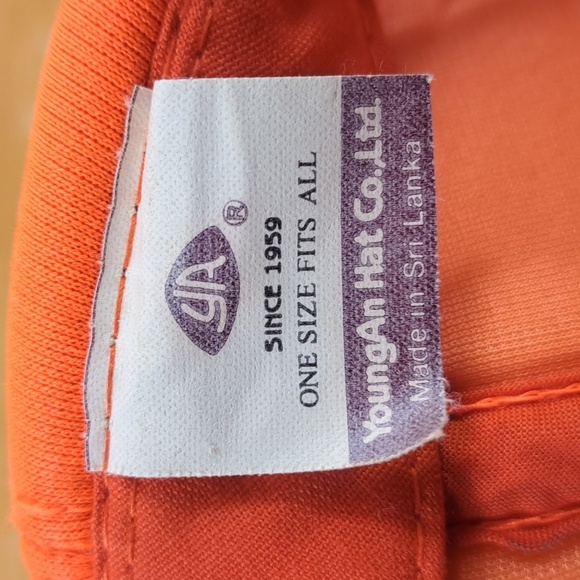 YA ®
SINCE 1959
ONE SIZE FITS ALL
YoungAn Hat Co.,Ltd.
Made in Sri Lanka